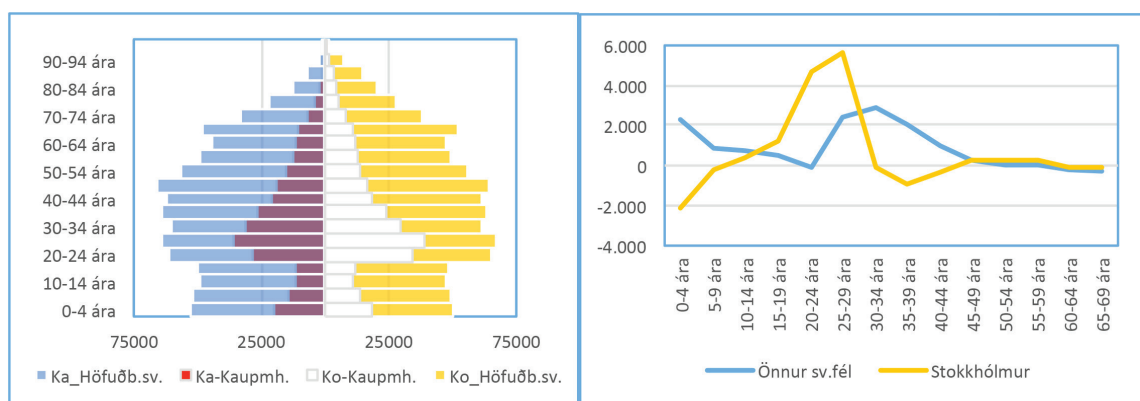 90-94 ára
80-84 ára
70-74 ára
60-64 ára
50-54 ára
40-44 ára
30-34 ára
20-24 ára
10-14 ára
0-4 ára
75000 25000 25000 75000
Ka_Höfuðb.sv. Ka-Kaupmh. Ko-Kaupmh. Ko_Höfuðb.sv.
6.000
4.000
2.000
0
-2.000
-4.000
0-4 ára
5-9 ára
10-14 ára
15-19 ára
20-24 ára
25-29 ára
30-34 ára
35-39 ára
40-44 ára
45-49 ára
50-54 ára
55-59 ára
60-64 ára
65-69 ára
Önnur sv.fél Stokkhólmur